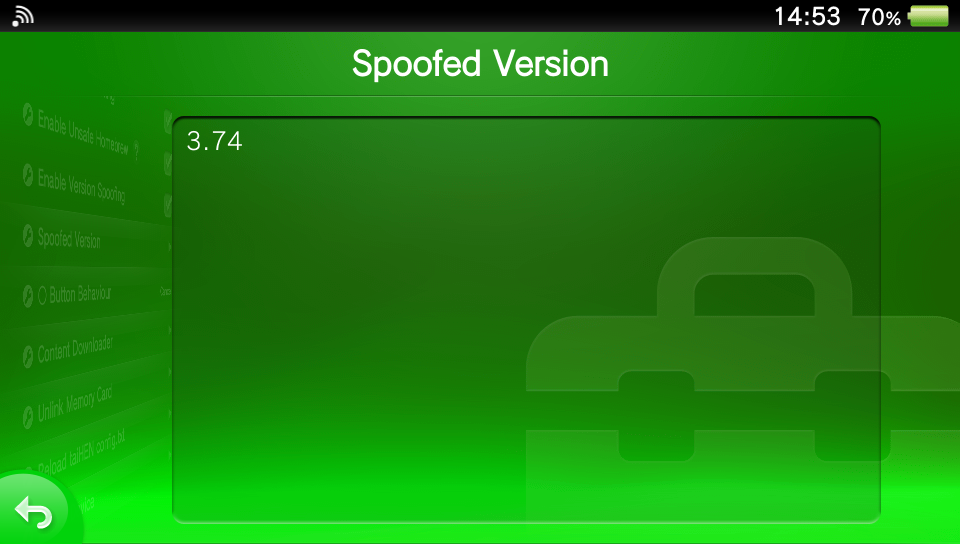 14:53 70%
Spoofed Version
3.74
Enable Unsafe Homebrew
Enable Version Spoofing
Spoofed Version
Button Behaviour
Content Downloader
Unlink Memory Card
Reload taiHEN config.txt